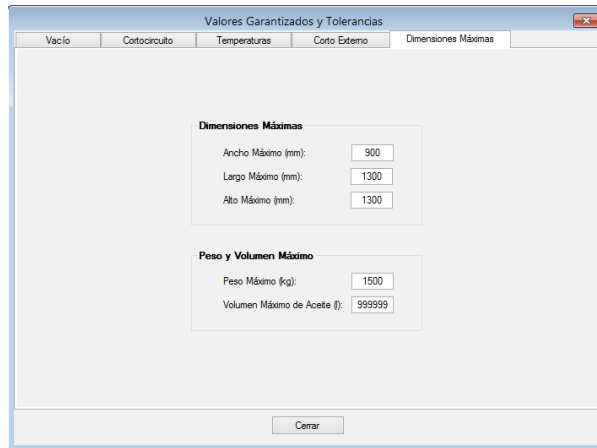 Valores Garantizados y Tolerancias
Vacío Cortocircuito Temperaturas Corto Externo Dimensiones Máximas
Dimensiones Máximas
Ancho Máximo (mm): 900
Largo Máximo (mm): 1300
Alto Máximo (mm): 1300
Peso y Volumen Máximo
Peso Máximo (kg): 1500
Volumen Máximo de Aceite (l): 999999
Cerrar